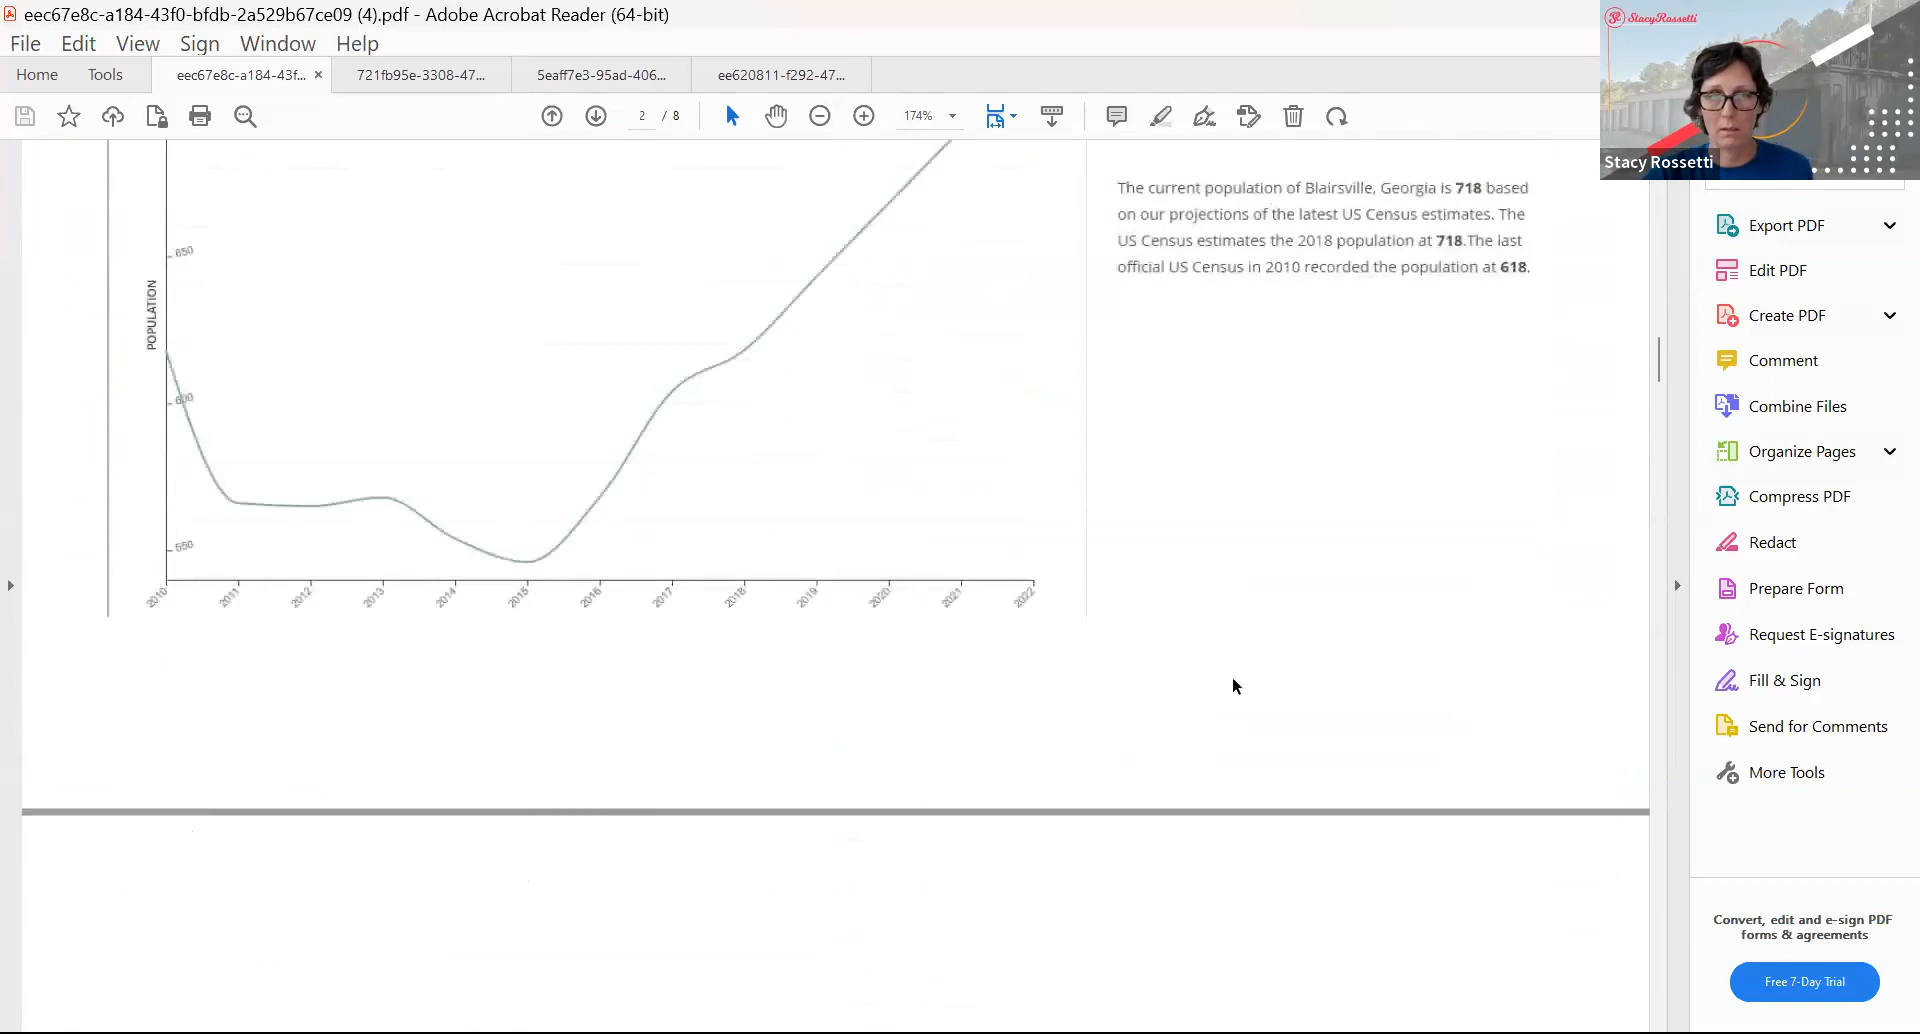 eec67e8c-a184-43f0-bfdb-2a529b67ce09 (4).pdf - Adobe Acrobat Reader (64-bit)
File Edit View Sign Window Help
Home Tools eec67e8c-a184-43f... × 721fb95e-3308-47... 5eaff7e3-95ad-406... ee620811-f292-47...
2 / 8 174%
StacyRossetti
Stacy Rossetti
The current population of Blairsville, Georgia is 718 based
on our projections of the latest US Census estimates. The
US Census estimates the 2018 population at 718.The last
official US Census in 2010 recorded the population at 618.
POPULATION
650
600
550
2010 2011 2012 2013 2014 2015 2016 2017 2018 2019 2020 2021 2022
Export PDF
Edit PDF
Create PDF
Comment
Combine Files
Organize Pages
Compress PDF
Redact
Prepare Form
Request E-signatures
Fill & Sign
Send for Comments
More Tools
Convert, edit and e-sign PDF
forms & agreements
Free 7-Day Trial